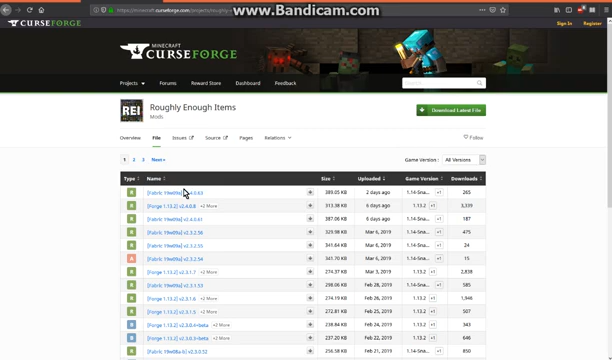 https://minecraft.curseforge.com/projects/roughly-
www.Bandicam.com
CURSEFORGE
Sign In Register
MINECRAFT
CURSEFORGE
Projects Forums Reward Store Dashboard Feedback
REI
Roughly Enough Items
Mods
Download Latest File
Overview File Issues Source Pages Relations
Follow
1 2 3 Next
Game Version: All Versions
Type Name Size Uploaded Game Version Downloads
R [Fabric 19w09a] v2.4.0.63 389.05 KB 2 days ago 1.14-Sna... +1 265
R [Forge 1.13.2] v2.4.0.8 +2 More 313.38 KB 6 days ago 1.13.2 +1 3,339
R [Fabric 19w09a] v2.4.0.61 387.06 KB 6 days ago 1.14-Sna... +1 187
R [Fabric 19w09a] v2.3.2.56 329.98 KB Mar 6, 2019 1.14-Sna... +1 475
R [Fabric 19w09a] v2.3.2.55 341.64 KB Mar 5, 2019 1.14-Sna... +1 24
A [Fabric 19w09a] v2.3.2.54 341.70 KB Mar 5, 2019 1.14-Sna... +1 15
R [Forge 1.13.2] v2.3.1.7 +2 More 274.37 KB Mar 3, 2019 1.13.2 +1 2,838
R [Fabric 19w09a] v2.3.1.53 298.06 KB Feb 28, 2019 1.14-Sna... +1 585
R [Forge 1.13.2] v2.3.1.6 +2 More 274.19 KB Feb 26, 2019 1.13.2 +1 1,946
R [Forge 1.13.2] v2.3.1.5 +2 More 272.81 KB Feb 25, 2019 1.13.2 +1 507
B [Forge 1.13.2] v2.3.0.4-beta +2 More 238.84 KB Feb 24, 2019 1.13.2 +1 343
B [Forge 1.13.2] v2.3.0.3-beta +2 More 237.20 KB Feb 22, 2019 1.13.2 +1 646
R [Fabric 19w08a-b] v2.3.0.52 256.58 KB Feb 21, 2019 1.14-Sna... +1 850